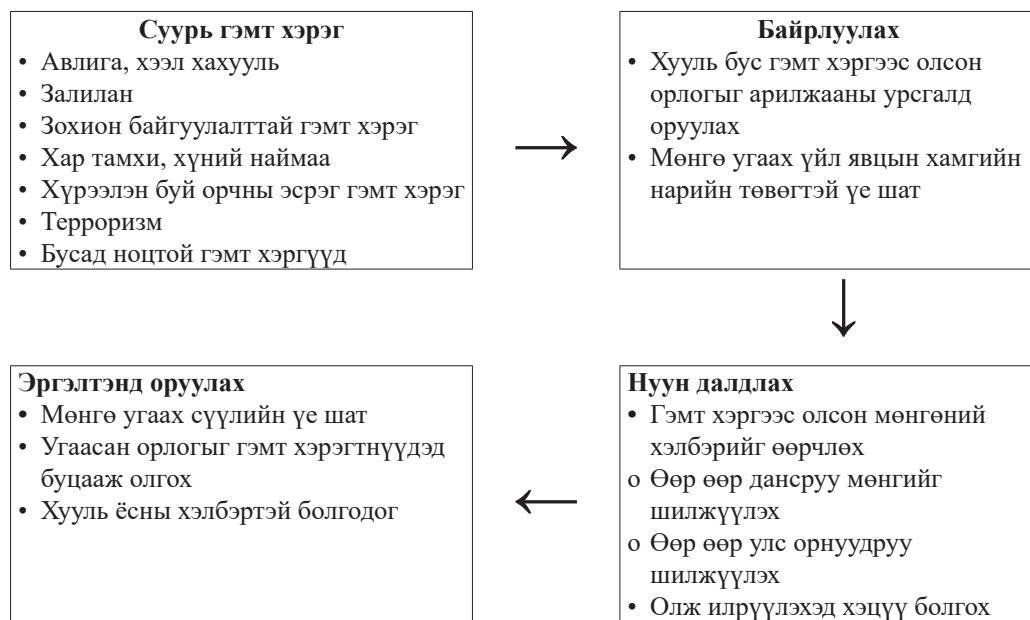 Суурь гэмт хэрэг
• Авлига, хээл хахууль
• Залилан
• Зохион байгуулалттай гэмт хэрэг
• Хар тамхи, хүний наймаа
• Хүрээлэн буй орчны эсрэг гэмт хэрэг
• Терроризм
• Бусад ноцтой гэмт хэргүүд
Байрлуулах
• Хууль бус гэмт хэргээс олсон
орлогыг арилжааны урсгалд
оруулах
• Мөнгө угаах үйл явцын хамгийн
нарийн төвөгтэй үе шат
Нуун далдлах
• Гэмт хэргээс олсон мөнгөний
хэлбэрийг өөрчлөх
o Өөр өөр дансруу мөнгийг
шилжүүлэх
o Өөр өөр улс орнуудруу
шилжүүлэх
• Олж илрүүлэхэд хэцүү болгох
Эргэлтэнд оруулах
• Мөнгө угаах сүүлийн үе шат
• Угаасан орлогыг гэмт хэрэгтнүүдэд
буцааж олгох
• Хууль ёсны хэлбэртэй болгодог